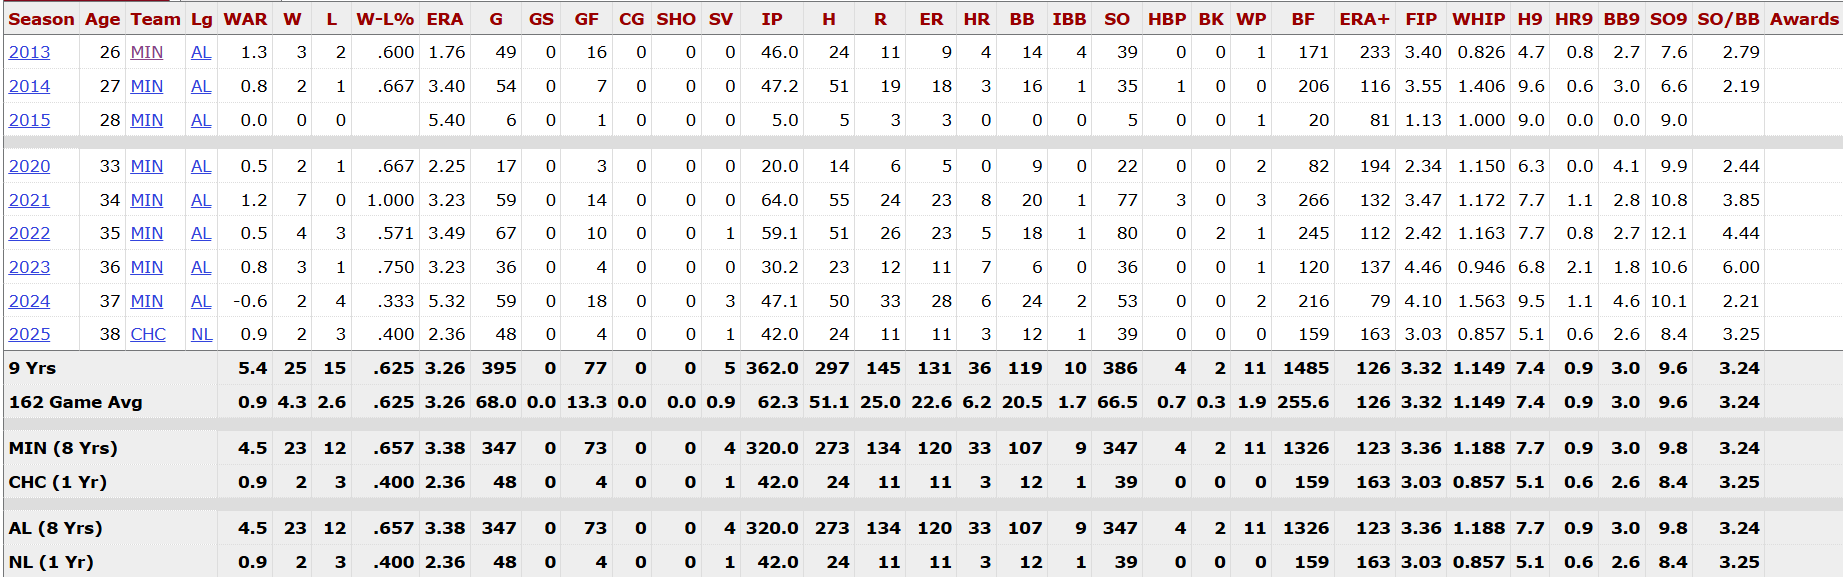 Season Age Team Lg WAR W L W-L% ERA G GS GF CG SHO SV IP H R ER HR BB IBB SO HBP BK WP BF ERA+ FIP WHIP H9 HR9 BB9 SO9 SO/BB Awards
2013 26 MIN AL 1.3 3 2 .600 1.76 49 0 16 0 0 0 46.0 24 11 9 4 14 4 39 0 0 1 171 233 3.40 0.826 4.7 0.8 2.7 7.6 2.79
2014 27 MIN AL 0.8 2 1 .667 3.40 54 0 7 0 0 0 47.2 51 19 18 3 16 1 35 1 0 0 206 116 3.55 1.406 9.6 0.6 3.0 6.6 2.19
2015 28 MIN AL 0.0 0 0 5.40 6 0 1 0 0 0 5.0 5 3 3 0 0 0 5 0 0 1 20 81 1.13 1.000 9.0 0.0 0.0 9.0
2020 33 MIN AL 0.5 2 1 .667 2.25 17 0 3 0 0 0 20.0 14 6 5 0 9 0 22 0 0 2 82 194 2.34 1.150 6.3 0.0 4.1 9.9 2.44
2021 34 MIN AL 1.2 7 0 1.000 3.23 59 0 14 0 0 0 64.0 55 24 23 8 20 1 77 3 0 3 266 132 3.47 1.172 7.7 1.1 2.8 10.8 3.85
2022 35 MIN AL 0.5 4 3 .571 3.49 67 0 10 0 0 1 59.1 51 26 23 5 18 1 80 0 2 1 245 112 2.42 1.163 7.7 0.8 2.7 12.1 4.44
2023 36 MIN AL 0.8 3 1 .750 3.23 36 0 4 0 0 0 30.2 23 12 11 7 6 0 36 0 0 1 120 137 4.46 0.946 6.8 2.1 1.8 10.6 6.00
2024 37 MIN AL -0.6 2 4 .333 5.32 59 0 18 0 0 3 47.1 50 33 28 6 24 2 53 0 0 2 216 79 4.10 1.563 9.5 1.1 4.6 10.1 2.21
2025 38 CHC NL 0.9 2 3 .400 2.36 48 0 4 0 0 1 42.0 24 11 11 3 12 1 39 0 0 0 159 163 3.03 0.857 5.1 0.6 2.6 8.4 3.25
9 Yrs 5.4 25 15 .625 3.26 395 0 77 0 0 5 362.0 297 145 131 36 119 10 386 4 2 11 1485 126 3.32 1.149 7.4 0.9 3.0 9.6 3.24
162 Game Avg 0.9 4.3 2.6 .625 3.26 68.0 0.0 13.3 0.0 0.0 0.9 62.3 51.1 25.0 22.6 6.2 20.5 1.7 66.5 0.7 0.3 1.9 255.6 126 3.32 1.149 7.4 0.9 3.0 9.6 3.24
MIN (8 Yrs) 4.5 23 12 .657 3.38 347 0 73 0 0 4 320.0 273 134 120 33 107 9 347 4 2 11 1326 123 3.36 1.188 7.7 0.9 3.0 9.8 3.24
CHC (1 Yr) 0.9 2 3 .400 2.36 48 0 4 0 0 1 42.0 24 11 11 3 12 1 39 0 0 0 159 163 3.03 0.857 5.1 0.6 2.6 8.4 3.25
AL (8 Yrs) 4.5 23 12 .657 3.38 347 0 73 0 0 4 320.0 273 134 120 33 107 9 347 4 2 11 1326 123 3.36 1.188 7.7 0.9 3.0 9.8 3.24
NL (1 Yr) 0.9 2 3 .400 2.36 48 0 4 0 0 1 42.0 24 11 11 3 12 1 39 0 0 0 159 163 3.03 0.857 5.1 0.6 2.6 8.4 3.25